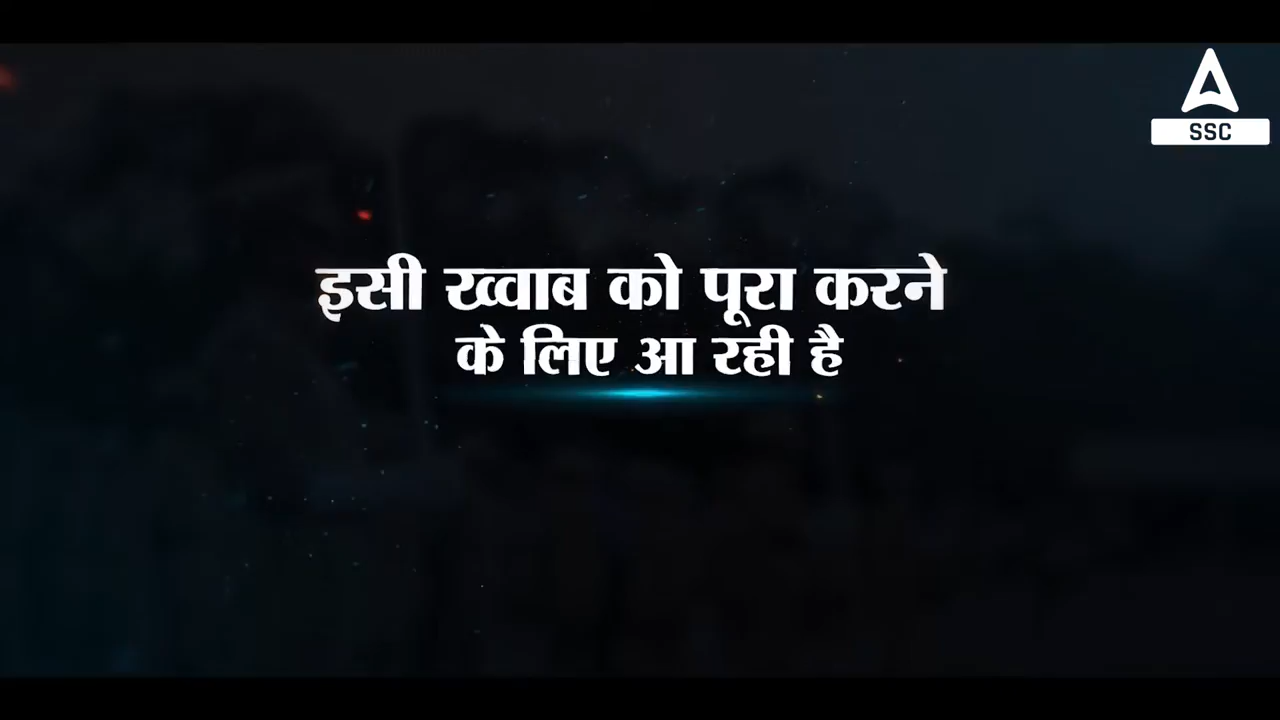 SSC
इसी ख्वाब को पूरा करने
के लिए आ रही है